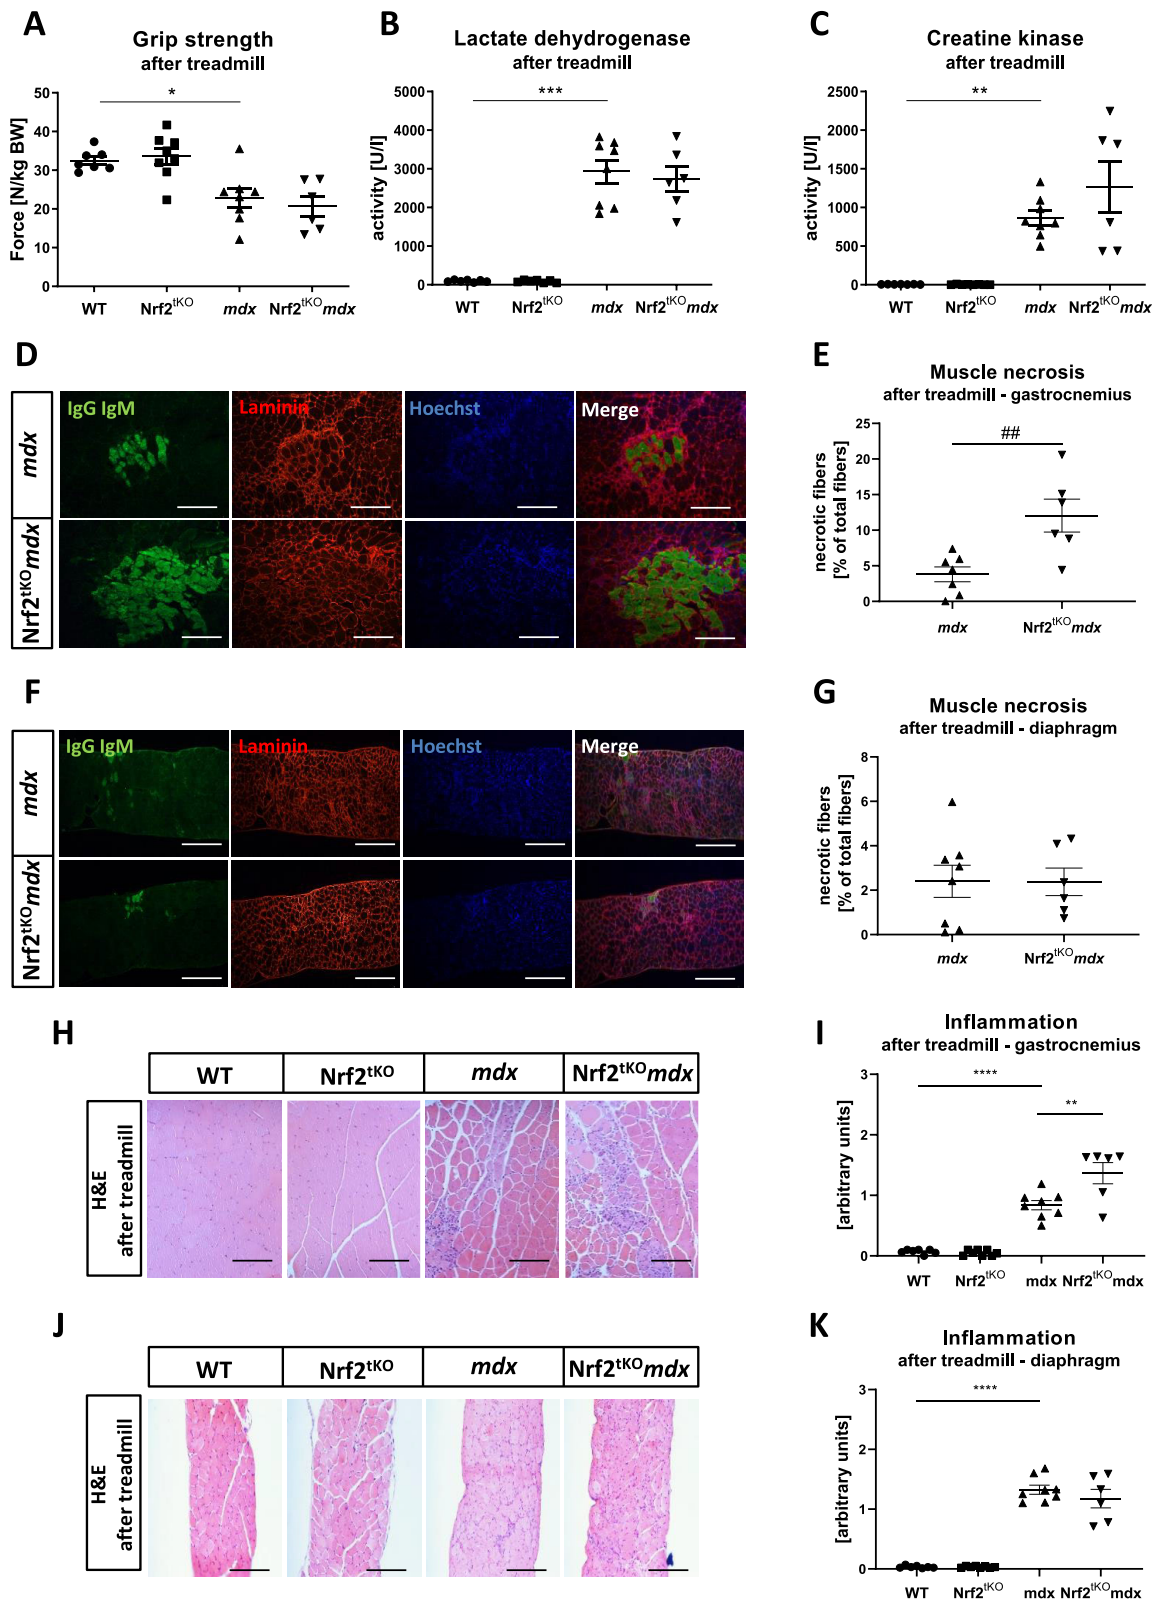 A
Grip strength
after treadmill
Force [N/kg BW]
50
40
30
20
10
0
*
WT
Nrf2tKO
mdx
Nrf2tKOmdx
B
Lactate dehydrogenase
after treadmill
activity [U/l]
5000
4000
3000
2000
1000
0
***
WT
Nrf2tKO
mdx
Nrf2tKOmdx
C
Creatine kinase
after treadmill
activity [U/l]
2500
2000
1500
1000
500
0
**
WT
Nrf2tKO
mdx
Nrf2tKOmdx
D
mdx
Nrf2tKOmdx
IgG IgM
Laminin
Hoechst
Merge
E
Muscle necrosis
after treadmill - gastrocnemius
necrotic fibers
[% of total fibers]
25
20
15
10
5
0
##
mdx
Nrf2tKOmdx
F
mdx
Nrf2tKOmdx
IgG IgM
Laminin
Hoechst
Merge
G
Muscle necrosis
after treadmill - diaphragm
necrotic fibers
[% of total fibers]
8
6
4
2
0
mdx
Nrf2tKOmdx
H
WT
Nrf2tKO
mdx
Nrf2tKOmdx
H&E
after treadmill
I
Inflammation
after treadmill - gastrocnemius
[arbitrary units]
3
2
1
0
****
**
WT
Nrf2tKO
mdx
Nrf2tKOmdx
J
WT
Nrf2tKO
mdx
Nrf2tKOmdx
H&E
after treadmill
K
Inflammation
after treadmill - diaphragm
[arbitrary units]
3
2
1
0
****
WT
Nrf2tKO
mdx
Nrf2tKOmdx